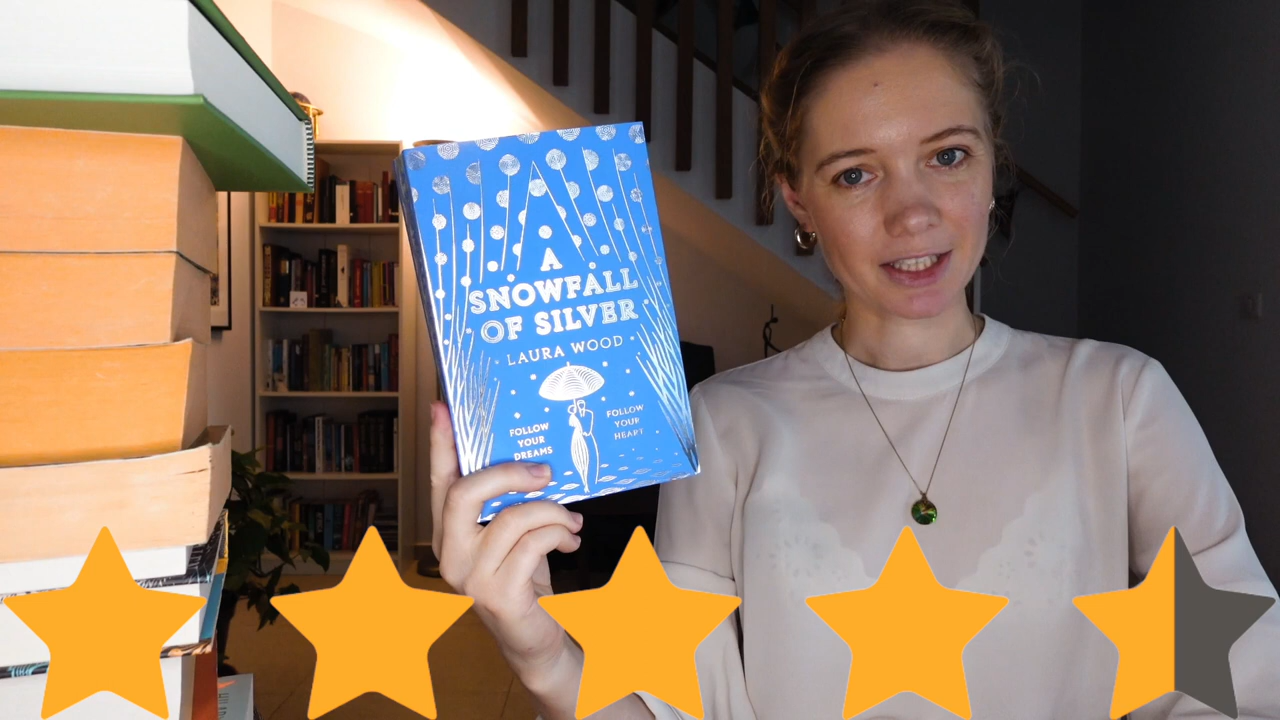 A
SNOWFALL
OF SILVER
LAURA WOOD
FOLLOW
YOUR
DREAMS
FOLLOW
YOUR
HEART